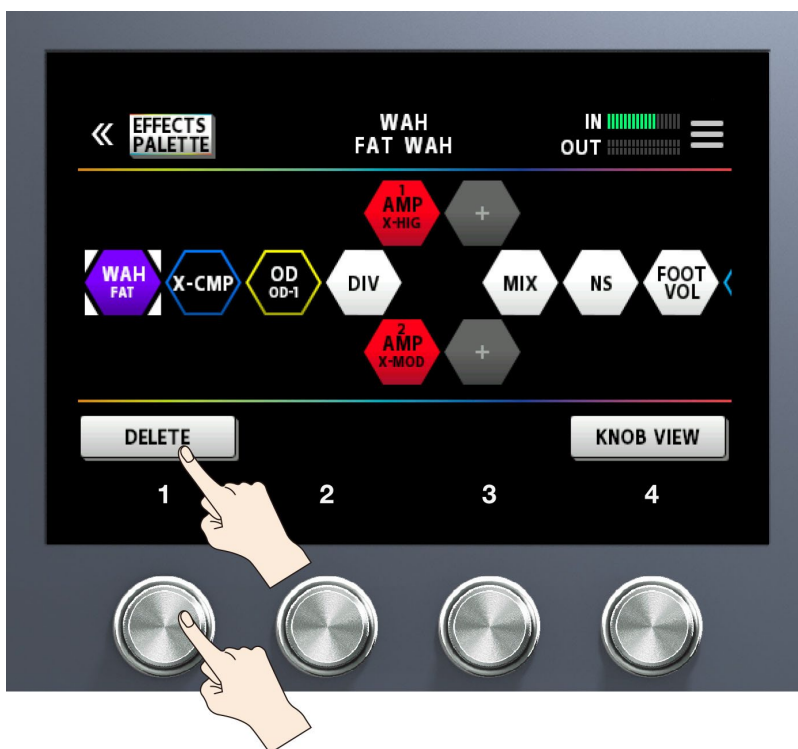 EFFECTS
PALETTE
WAH
FAT WAH
IN
OUT
1
AMP
X-HIG
+
WAH
FAT
X-CMP
OD
OD-1
DIV
MIX
NS
FOOT
VOL
2
AMP
X-MOD
+
DELETE
KNOB VIEW
1 2 3 4